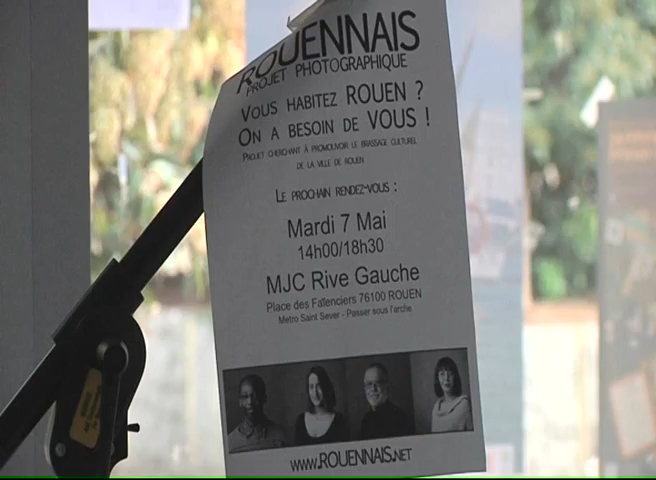 ROUENNAIS
PROJET PHOTOGRAPHIQUE
VOUS HABITEZ ROUEN ?
ON A BESOIN DE VOUS !
PROJET CHERCHANT À PROMOUVOIR LE BRASSAGE CULTUREL
DE LA VILLE DE ROUEN
LE PROCHAIN RENDEZ-VOUS :
Mardi 7 Mai
14h00/18h30
MJC Rive Gauche
Place des Faïenciers 76100 ROUEN
Metro Saint Sever - Passer sous l'arche
WWW.ROUENNAIS.NET